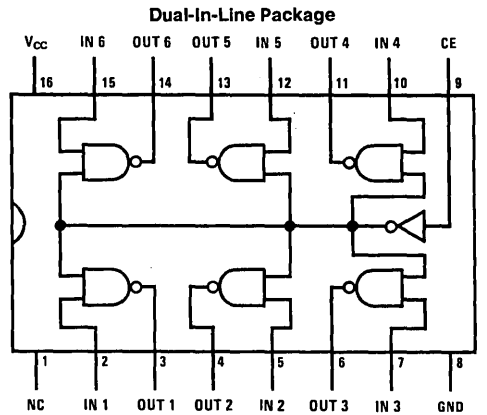 Dual-In-Line Package
VCC IN 6 OUT 6 OUT 5 IN 5 OUT 4 IN 4 CE
16 15 14 13 12 11 10 9
1 2 3 4 5 6 7 8
NC IN 1 OUT 1 OUT 2 IN 2 OUT 3 IN 3 GND